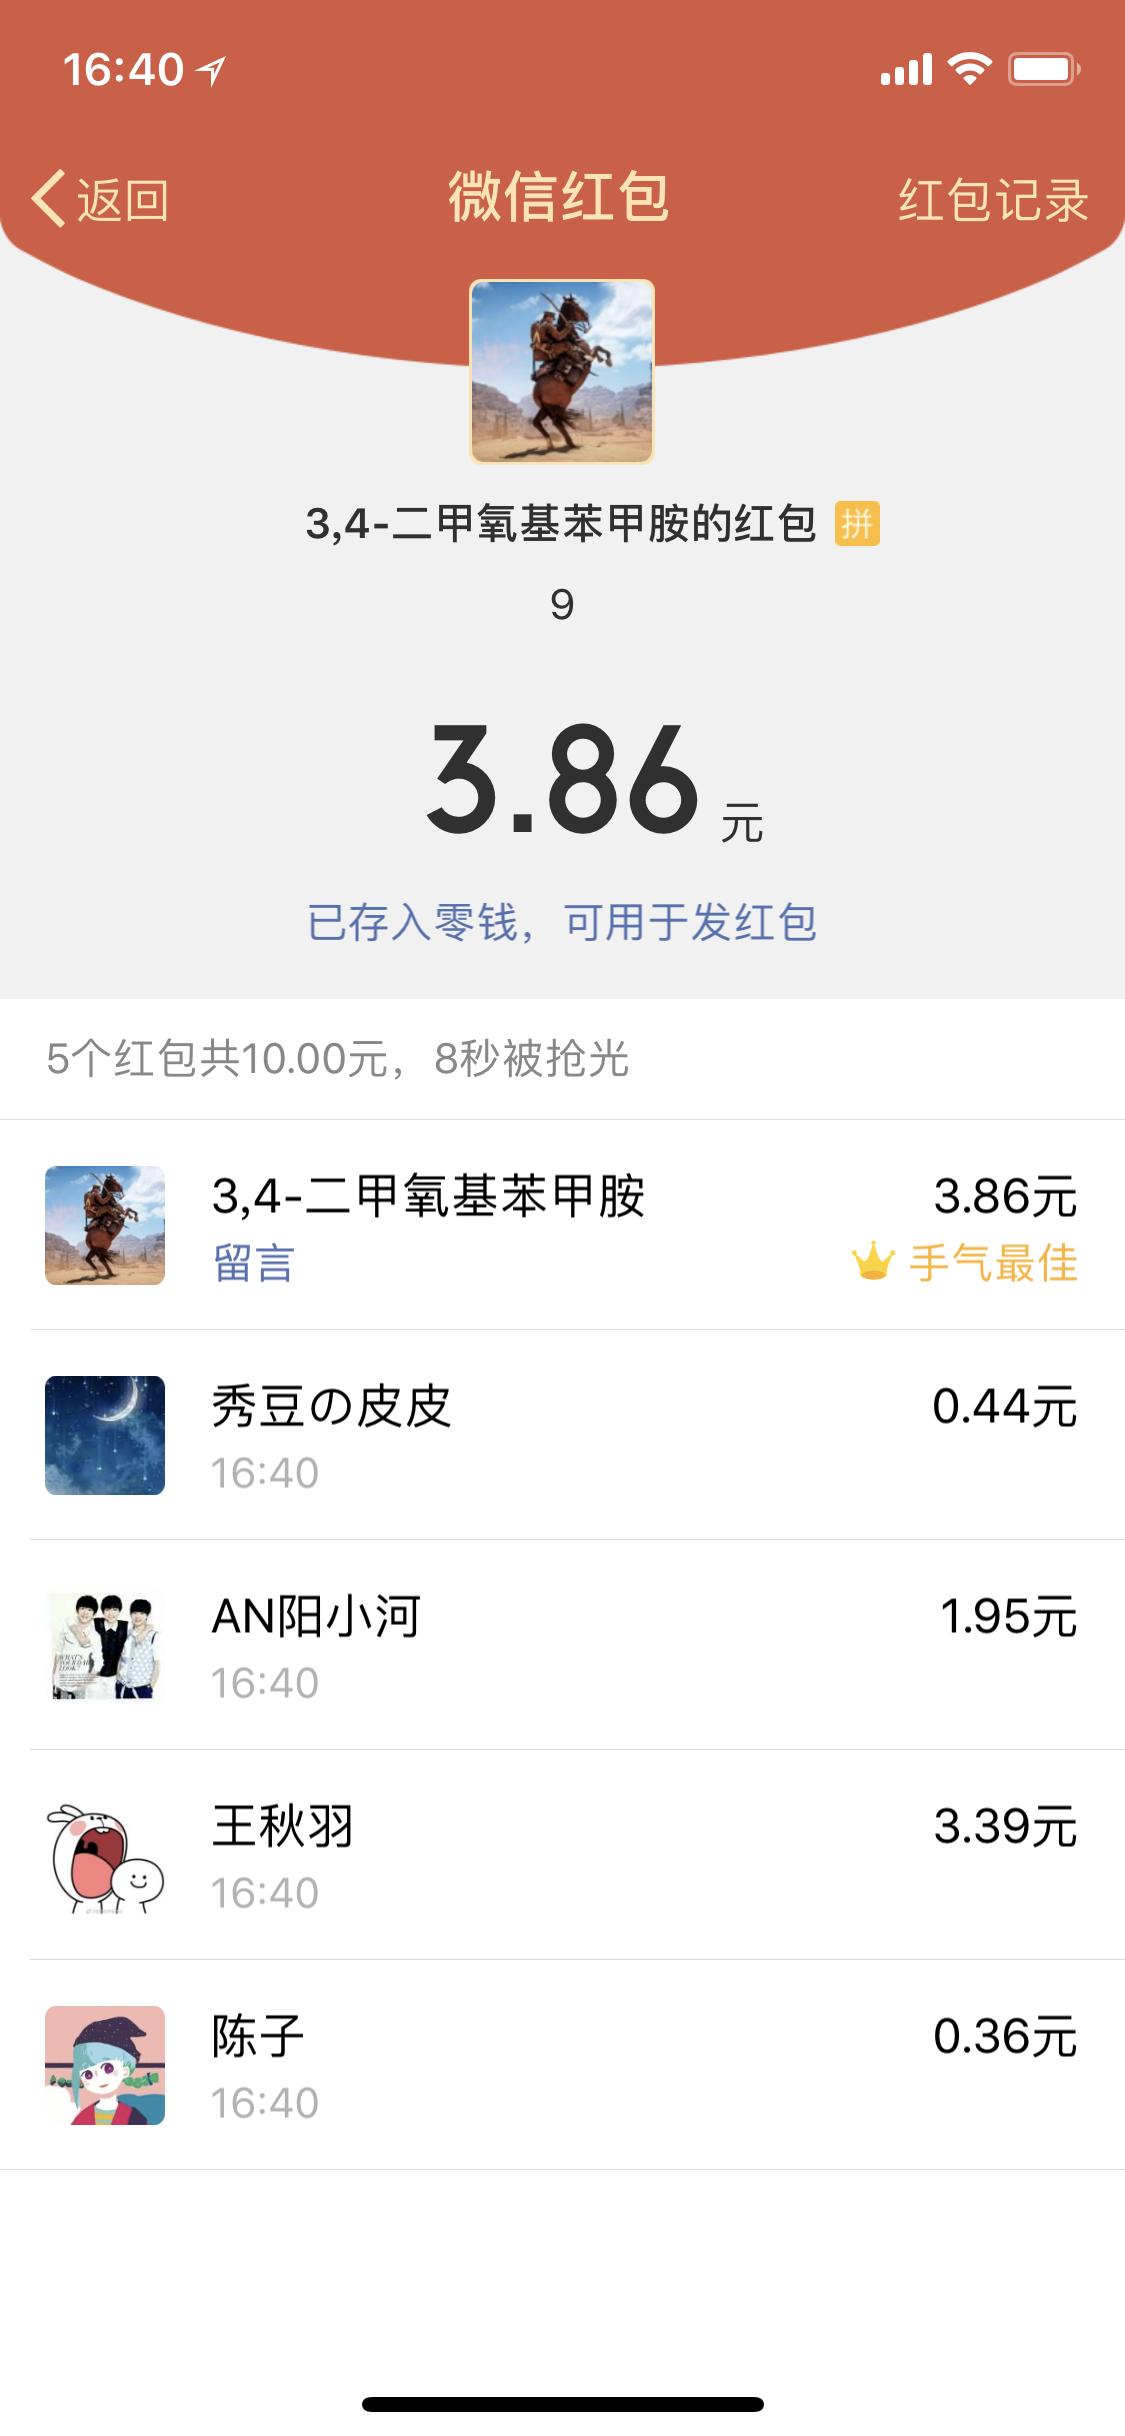 16:40
返回 微信红包 红包记录
3,4-二甲氧基苯甲胺的红包 拼
9
3.86元
已存入零钱，可用于发红包
5个红包共10.00元，8秒被抢光
3,4-二甲氧基苯甲胺 3.86元
留言 手气最佳
秀豆の皮皮 0.44元
16:40
AN阳小河 1.95元
16:40
王秋羽 3.39元
16:40
陈子 0.36元
16:40